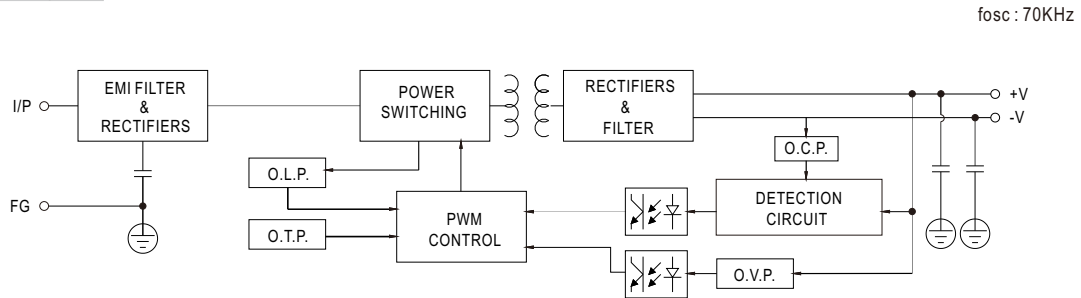 fosc : 70KHz
I/P
EMI FILTER
&
RECTIFIERS
POWER
SWITCHING
RECTIFIERS
&
FILTER
+V
-V
O.C.P.
O.L.P.
DETECTION
CIRCUIT
FG
PWM
CONTROL
O.T.P.
O.V.P.